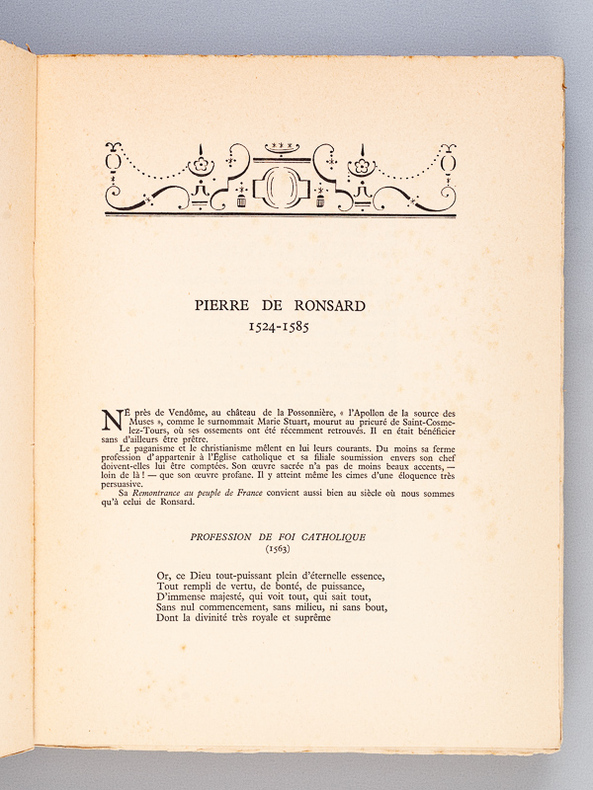 PIERRE DE RONSARD
1524-1585
NÉ près de Vendôme, au château de la Possonnière, « l'Apollon de la source des
Muses », comme le surnommait Marie Stuart, mourut au prieuré de Saint-Cosme-
lez-Tours, où ses ossements ont été récemment retrouvés. Il en était bénéficier
sans d'ailleurs être prêtre.
Le paganisme et le christianisme mêlent en lui leurs courants. Du moins sa ferme
profession d'appartenir à l'Église catholique et sa filiale soumission envers son chef
doivent-elles lui être comptées. Son œuvre sacrée n'a pas de moins beaux accents, —
loin de là ! — que son œuvre profane. Il y atteint même les cimes d'une éloquence très
persuasive.
Sa Remontrance au peuple de France convient aussi bien au siècle où nous sommes
qu'à celui de Ronsard.
PROFESSION DE FOI CATHOLIQUE
(1563)
Or, ce Dieu tout-puissant plein d'éternelle essence,
Tout rempli de vertu, de bonté, de puissance,
D'immense majesté, qui voit tout, qui sait tout,
Sans nul commencement, sans milieu, ni sans bout,
Dont la divinité très royale et suprême